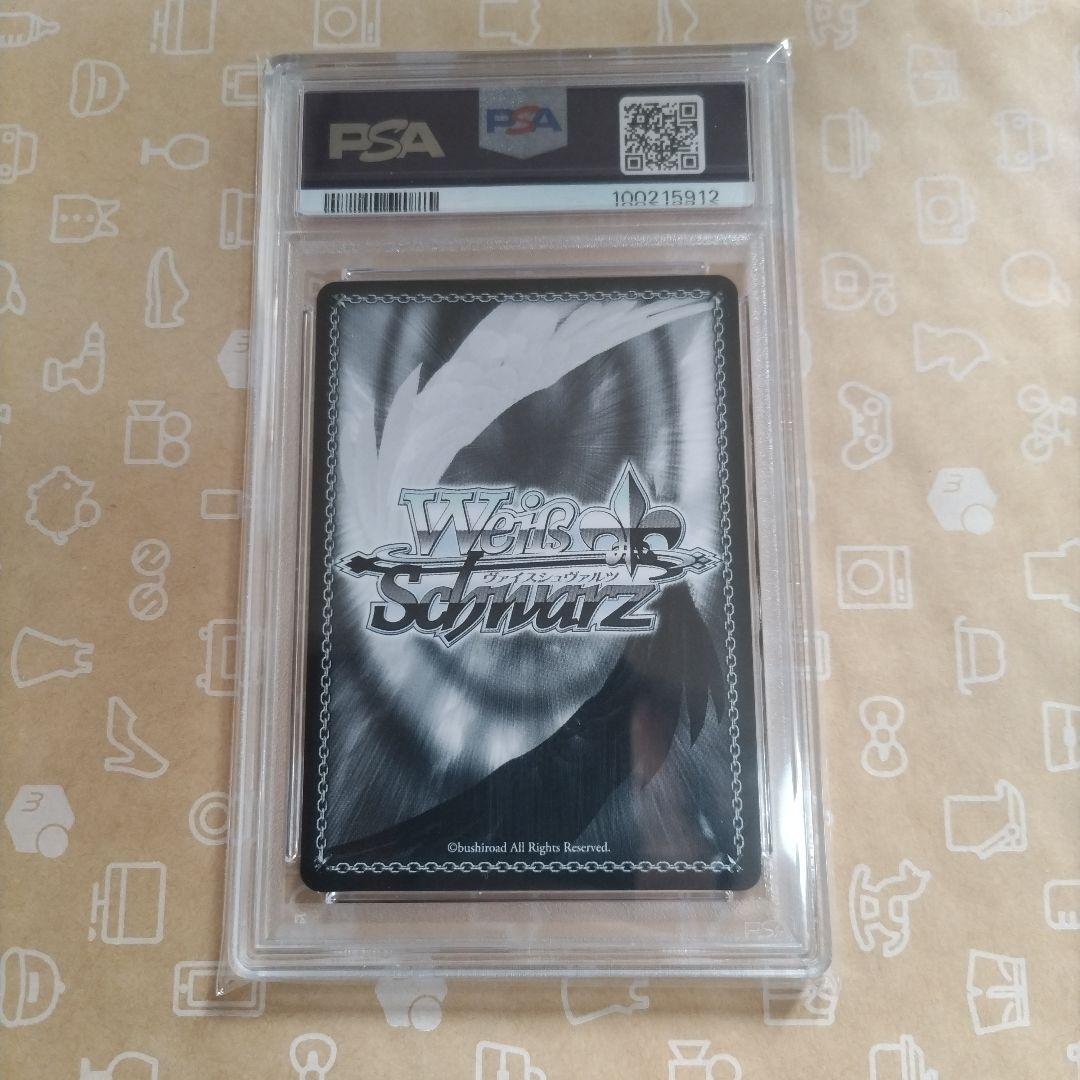 PSA
PSA
100215912
Weiß
ヴァイスシュヴァルツ
Schwarz
©bushiroad All Rights Reserved.
PSA